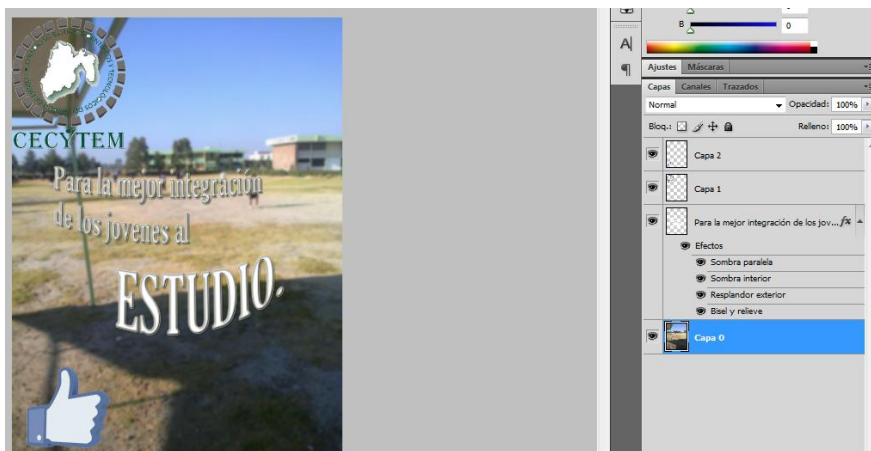 CECYTEM
Para la mejor integración
de los jovenes al
ESTUDIO.
A
B
0
Ajustes Máscaras
Capas Canales Trazados
Normal Opacidad: 100%
Bloq.: Relleno: 100%
Capa 2
Capa 1
Para la mejor integración de los jov... fx
Efectos
Sombra paralela
Sombra interior
Resplandor exterior
Bisel y relieve
Capa 0